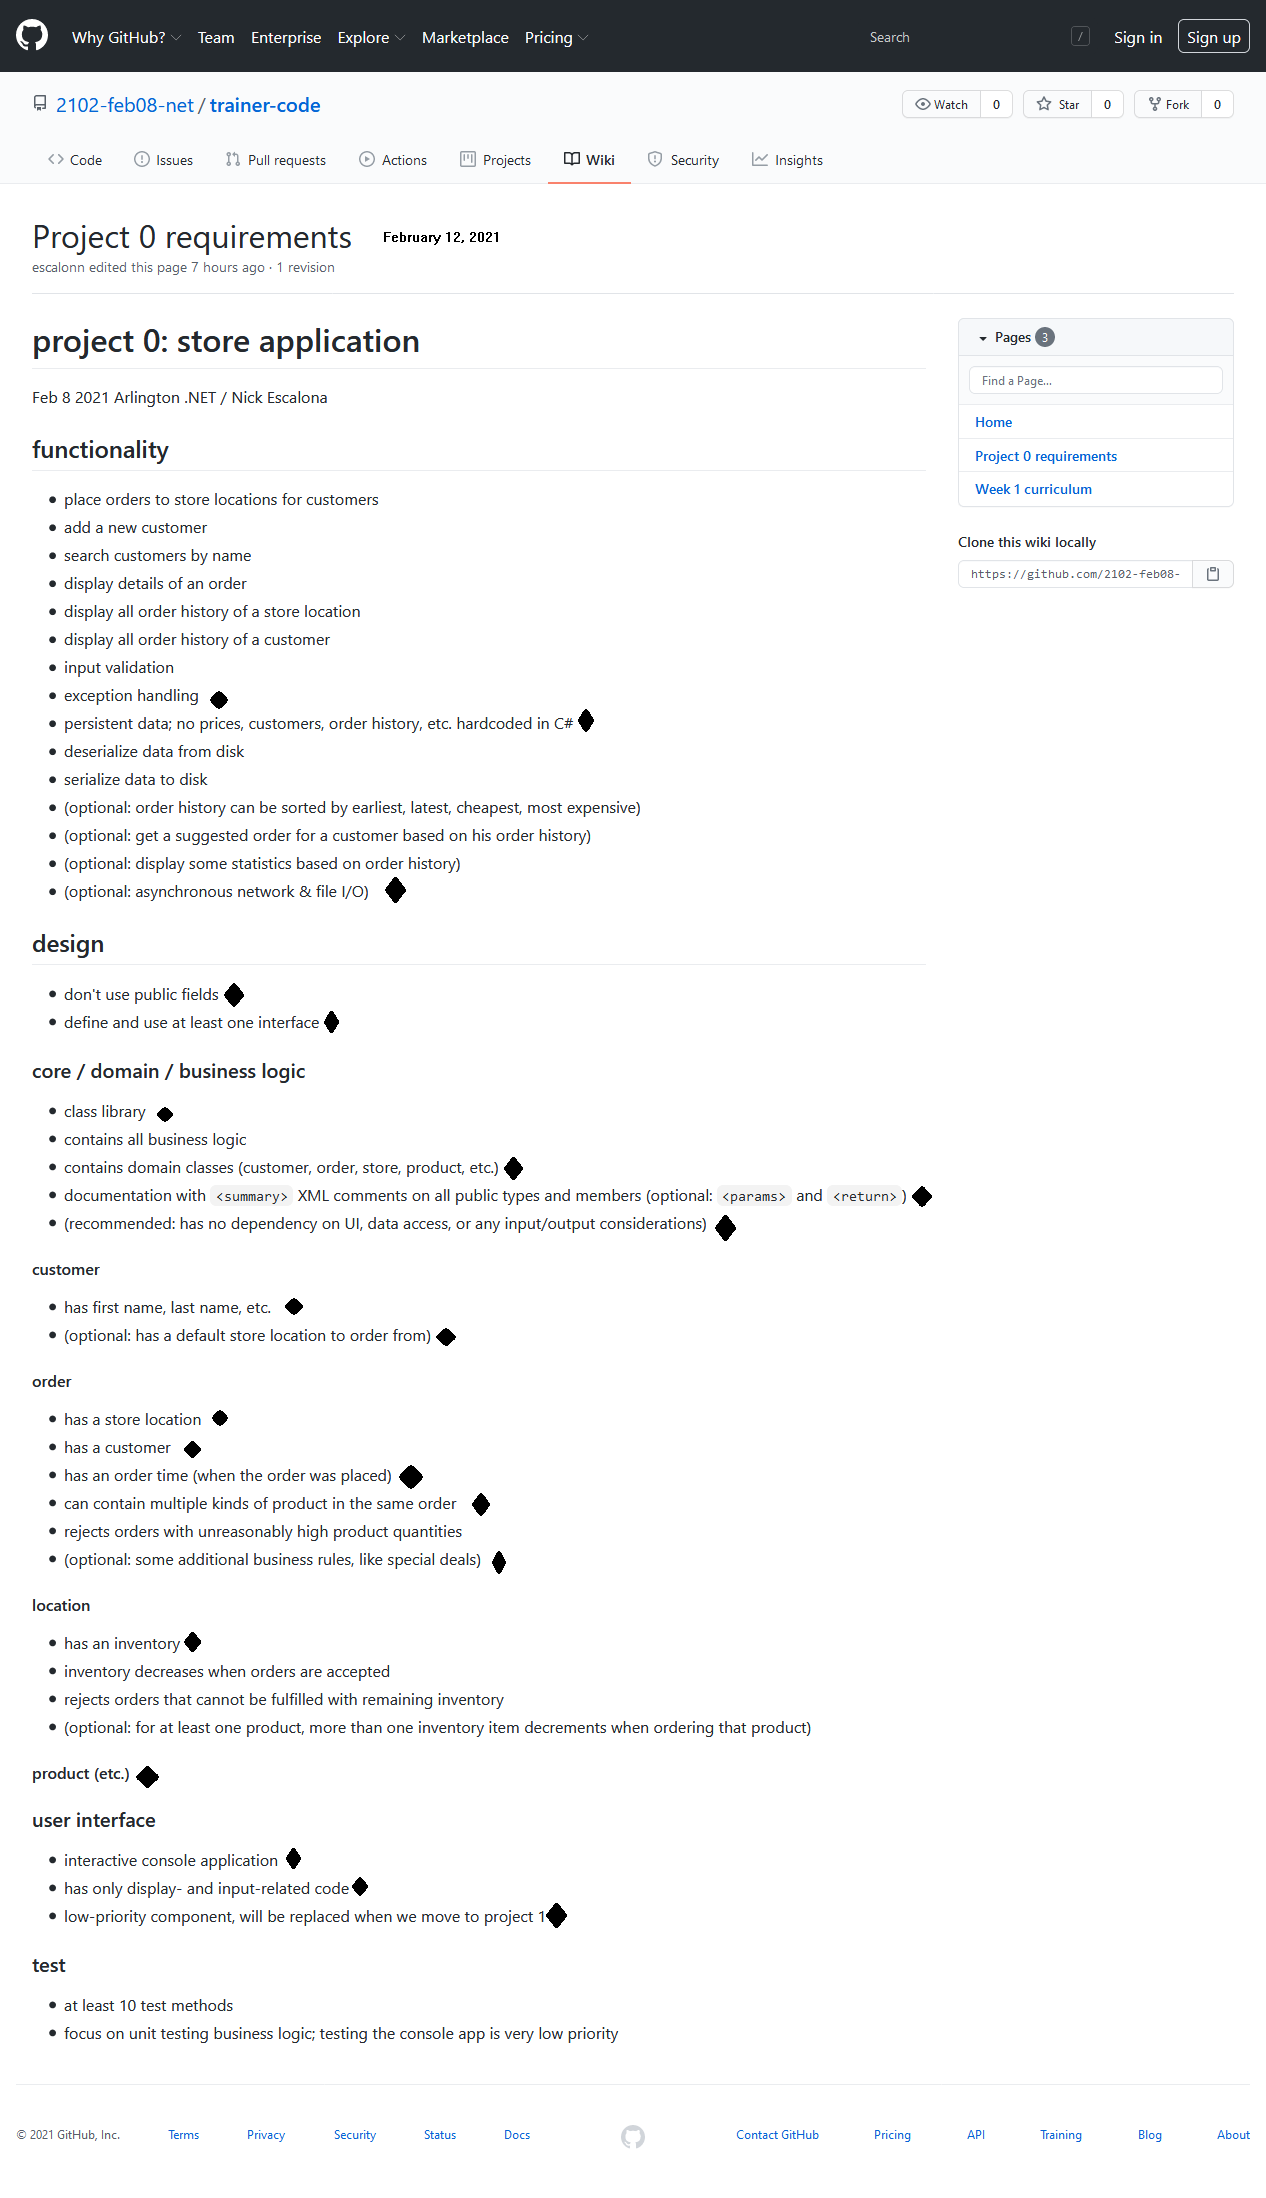 Why GitHub? Team Enterprise Explore Marketplace Pricing Search / Sign in Sign up
2102-feb08-net / trainer-code Watch 0 Star 0 Fork 0
Code Issues Pull requests Actions Projects Wiki Security Insights
Project 0 requirements February 12, 2021
escalonn edited this page 7 hours ago · 1 revision
project 0: store application
Feb 8 2021 Arlington .NET / Nick Escalona
functionality
• place orders to store locations for customers
• add a new customer
• search customers by name
• display details of an order
• display all order history of a store location
• display all order history of a customer
• input validation
• exception handling
• persistent data; no prices, customers, order history, etc. hardcoded in C#
• deserialize data from disk
• serialize data to disk
• (optional: order history can be sorted by earliest, latest, cheapest, most expensive)
• (optional: get a suggested order for a customer based on his order history)
• (optional: display some statistics based on order history)
• (optional: asynchronous network & file I/O)
design
• don't use public fields
• define and use at least one interface
core / domain / business logic
• class library
• contains all business logic
• contains domain classes (customer, order, store, product, etc.)
• documentation with <summary> XML comments on all public types and members (optional: <params> and <return>)
• (recommended: has no dependency on UI, data access, or any input/output considerations)
customer
• has first name, last name, etc.
• (optional: has a default store location to order from)
order
• has a store location
• has a customer
• has an order time (when the order was placed)
• can contain multiple kinds of product in the same order
• rejects orders with unreasonably high product quantities
• (optional: some additional business rules, like special deals)
location
• has an inventory
• inventory decreases when orders are accepted
• rejects orders that cannot be fulfilled with remaining inventory
• (optional: for at least one product, more than one inventory item decrements when ordering that product)
product (etc.)
user interface
• interactive console application
• has only display- and input-related code
• low-priority component, will be replaced when we move to project 1
test
• at least 10 test methods
• focus on unit testing business logic; testing the console app is very low priority
Pages 3
Find a Page...
Home
Project 0 requirements
Week 1 curriculum
Clone this wiki locally
https://github.com/2102-feb08-
© 2021 GitHub, Inc. Terms Privacy Security Status Docs Contact GitHub Pricing API Training Blog About